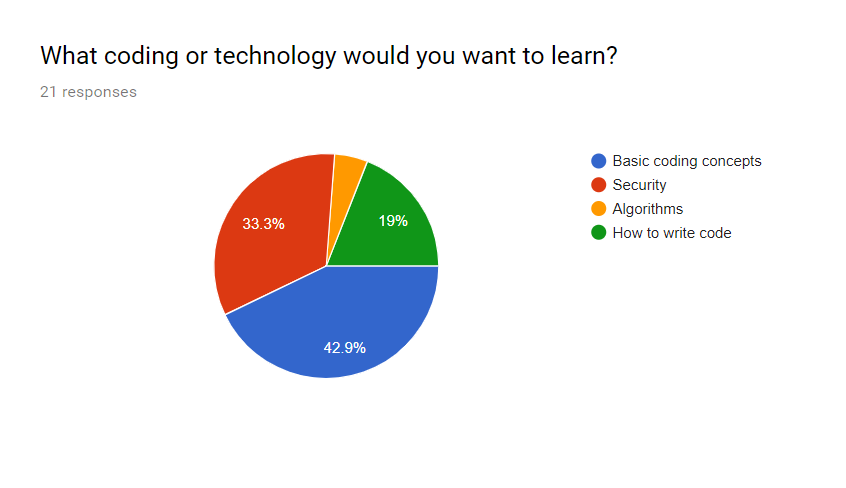 What coding or technology would you want to learn?
21 responses
Basic coding concepts
Security
Algorithms
How to write code
33.3%
19%
42.9%